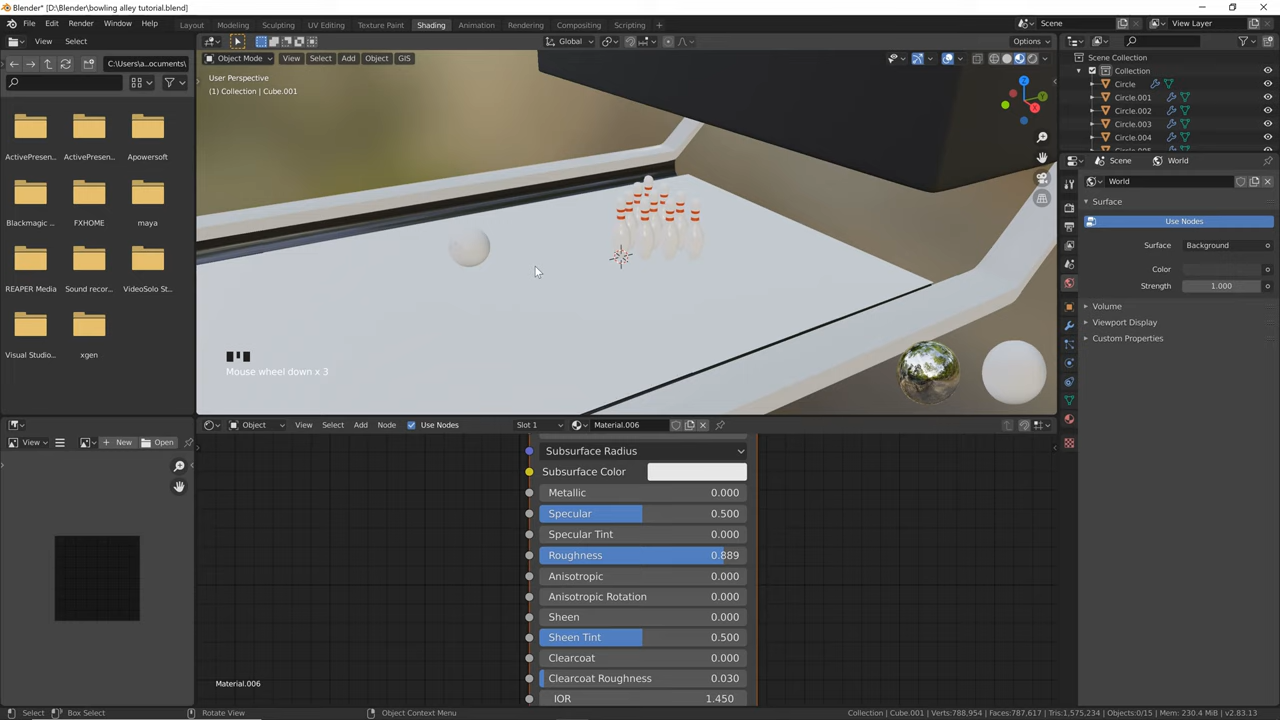 Blender* [D:\Blender\bowling alley tutorial.blend]
File Edit Render Window Help
Layout Modeling Sculpting UV Editing Texture Paint Shading Animation Rendering Compositing Scripting
Scene View Layer
View Select
Object Mode View Select Add Object GIS
Global
Options
C:\Users\a..ocuments\
ActivePresen... ActivePresen... Apowersoft
Blackmagic ... FXHOME maya
REAPER Media Sound recor... VideoSolo St...
Visual Studio... xgen
User Perspective
(1) Collection | Cube.001
Z
Y
X
Mouse wheel down x 3
Scene Collection
Collection
Circle
Circle.001
Circle.002
Circle.003
Circle.004
Scene World
World
Surface
Use Nodes
Surface Background
Color
Strength 1.000
Volume
Viewport Display
Custom Properties
View New Open
Object View Select Add Node Use Nodes Slot 1 Material.006
Subsurface Radius
Subsurface Color
Metallic 0.000
Specular 0.500
Specular Tint 0.000
Roughness 0.889
Anisotropic 0.000
Anisotropic Rotation 0.000
Sheen 0.000
Sheen Tint 0.500
Clearcoat 0.000
Clearcoat Roughness 0.030
IOR 1.450
Material.006
Select Box Select Rotate View Object Context Menu
Collection | Cube.001 | Verts:788,954 | Faces:787,617 | Tris:1,575,234 | Objects:0/15 | Mem: 230.4 MiB | v2.83.13